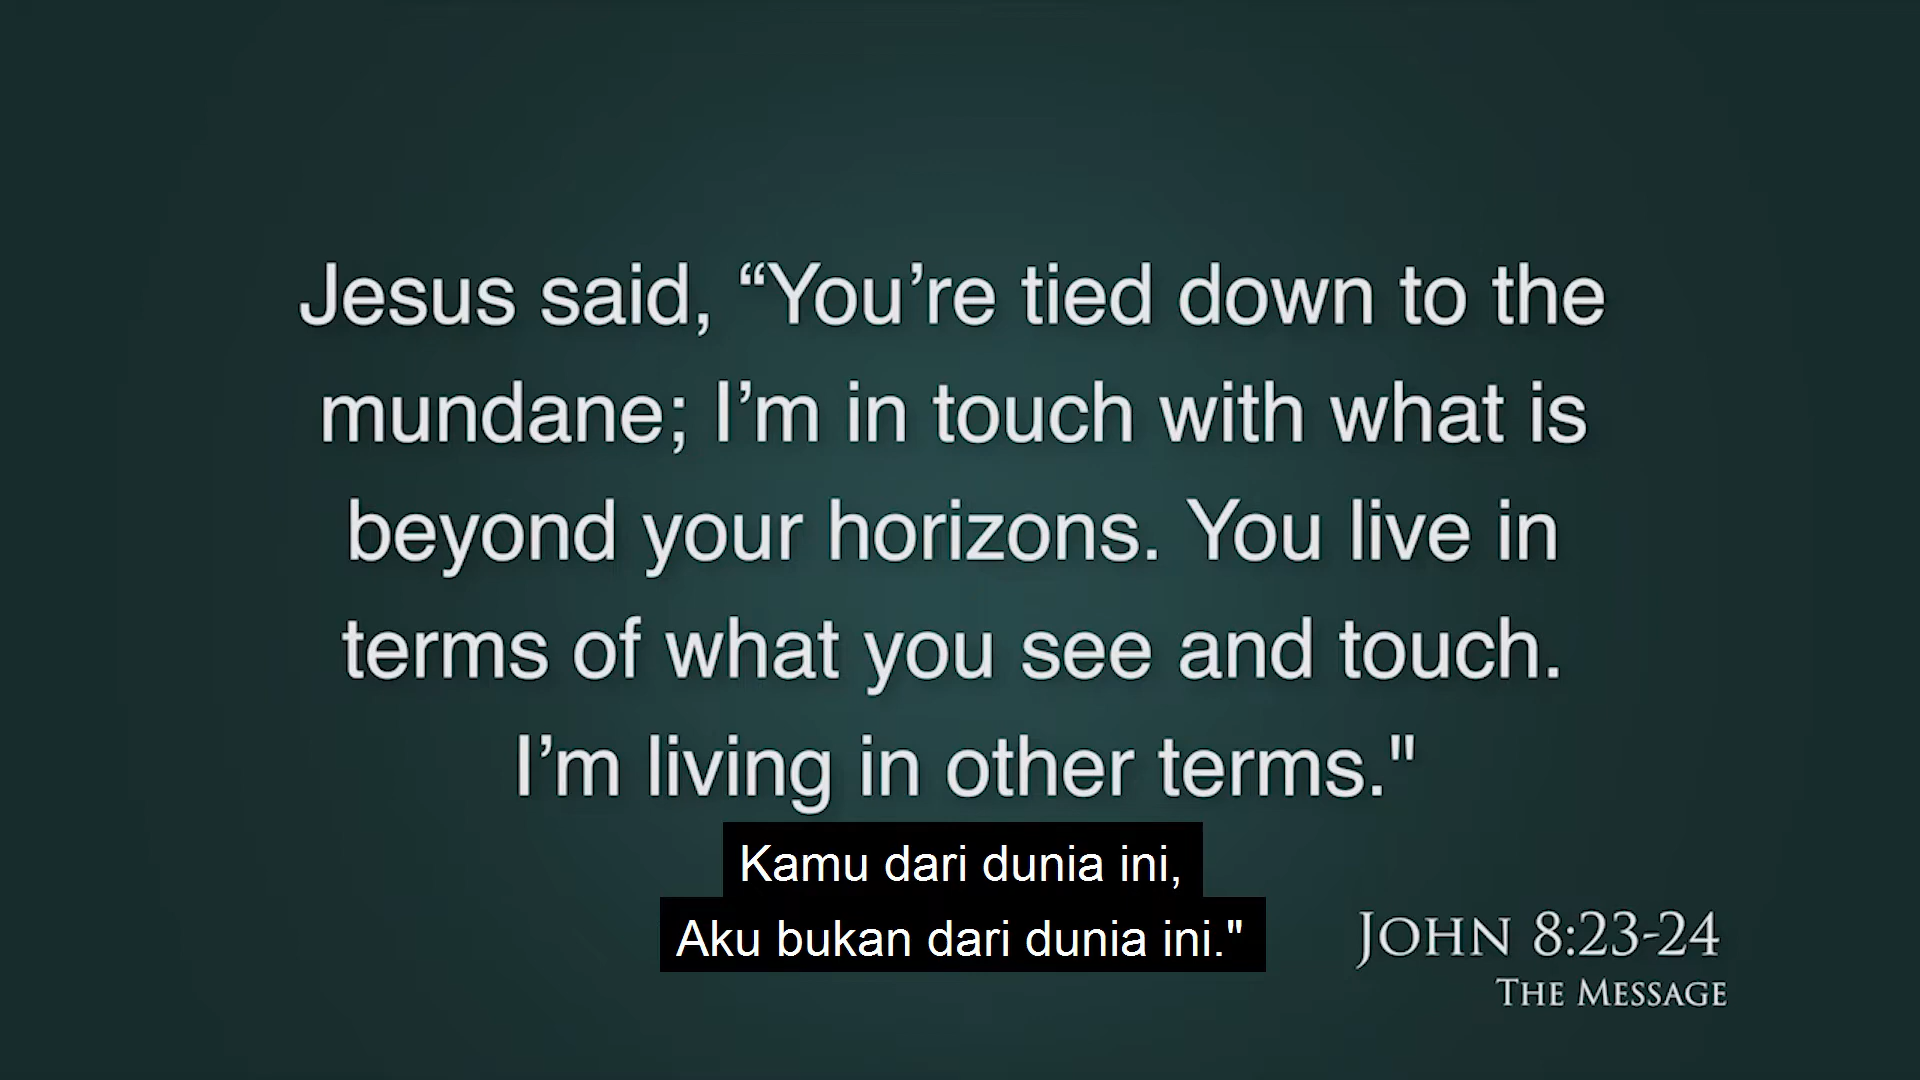 Jesus said, “You’re tied down to the
mundane; I’m in touch with what is
beyond your horizons. You live in
terms of what you see and touch.
I’m living in other terms."
Kamu dari dunia ini,
Aku bukan dari dunia ini."
John 8:23-24
The Message